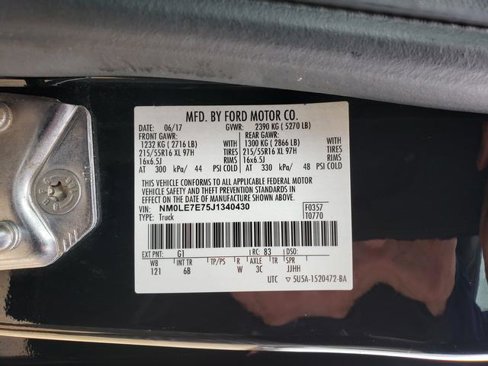 MFD. BY FORD MOTOR CO.
DATE: 06/17 GVWR: 2390 KG ( 5270 LB)
FRONT GAWR: REAR GAWR:
1232 KG ( 2716 LB) 1300 KG ( 2866 LB)
215/55R16 XL 97H TIRES 215/55R16 XL 97H
16x6.5J RIMS 16x6.5J
AT 300 kPa/ 44 PSI COLD AT 330 kPa/ 48 PSI COLD
THIS VEHICLE CONFORMS TO ALL APPLICABLE FEDERAL MOTOR
VEHICLE SAFETY AND THEFT PREVENTION STANDARDS IN
EFFECT ON THE DATE OF MANUFACTURE SHOWN ABOVE.
VIN: NM0LE7E75J1340430 F0357
TYPE: Truck T0770
EXT PNT: G1 RC: 83 DSO:
WB INT TR TP/PS R AXLE TR SPR
121 6B W 3C JJHH
UTC ▽ 5U5A-1520472-BA